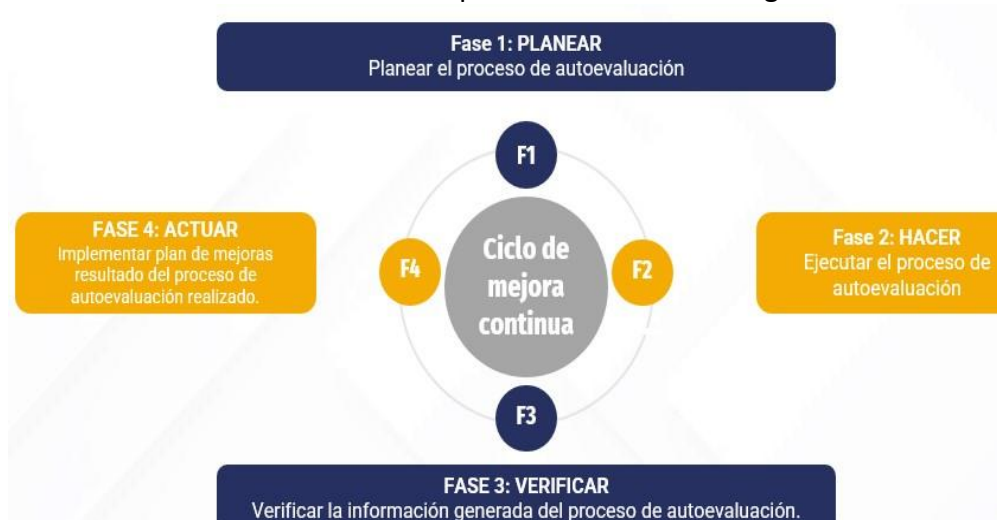 Fase 1: PLANEAR
Planear el proceso de autoevaluación
F1
FASE 4: ACTUAR
Implementar plan de mejoras
resultado del proceso de
autoevaluación realizado.
F4
Ciclo de
mejora
continua
F2
Fase 2: HACER
Ejecutar el proceso de
autoevaluación
F3
FASE 3: VERIFICAR
Verificar la información generada del proceso de autoevaluación.